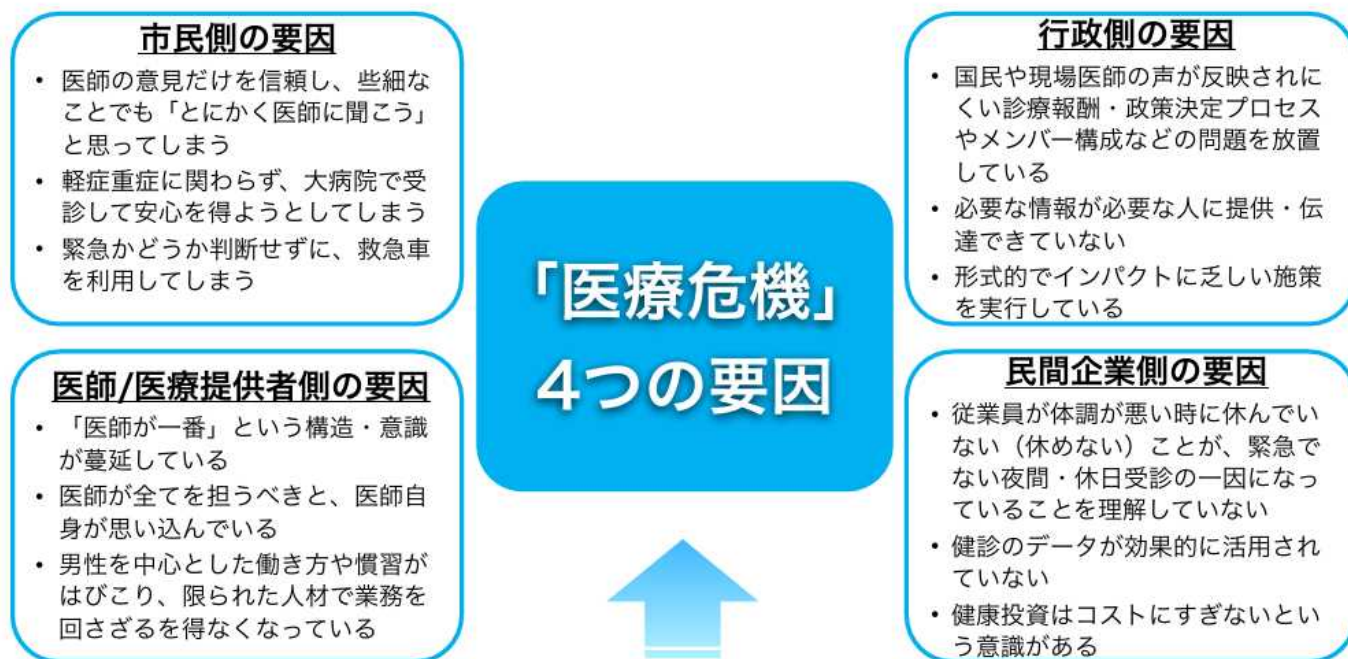 市民側の要因
• 医師の意見だけを信頼し、些細な
ことでも「とにかく医師に聞こう」
と思ってしまう
• 軽症重症に関わらず、大病院で受
診して安心を得ようとしてしまう
• 緊急かどうか判断せずに、救急車
を利用してしまう
行政側の要因
• 国民や現場医師の声が反映されに
くい診療報酬・政策決定プロセス
やメンバー構成などの問題を放置
している
• 必要な情報が必要な人に提供・伝
達できていない
• 形式的でインパクトに乏しい施策
を実行している
「医療危機」
4つの要因
医師/医療提供者側の要因
• 「医師が一番」という構造・意識
が蔓延している
• 医師が全てを担うべきと、医師自
身が思い込んでいる
• 男性を中心とした働き方や慣習が
はびこり、限られた人材で業務を
回さざるを得なくなっている
民間企業側の要因
• 従業員が体調が悪い時に休んでい
ない（休めない）ことが、緊急で
ない夜間・休日受診の一因になっ
ていることを理解していない
• 健診のデータが効果的に活用され
ていない
• 健康投資はコストにすぎないとい
う意識がある